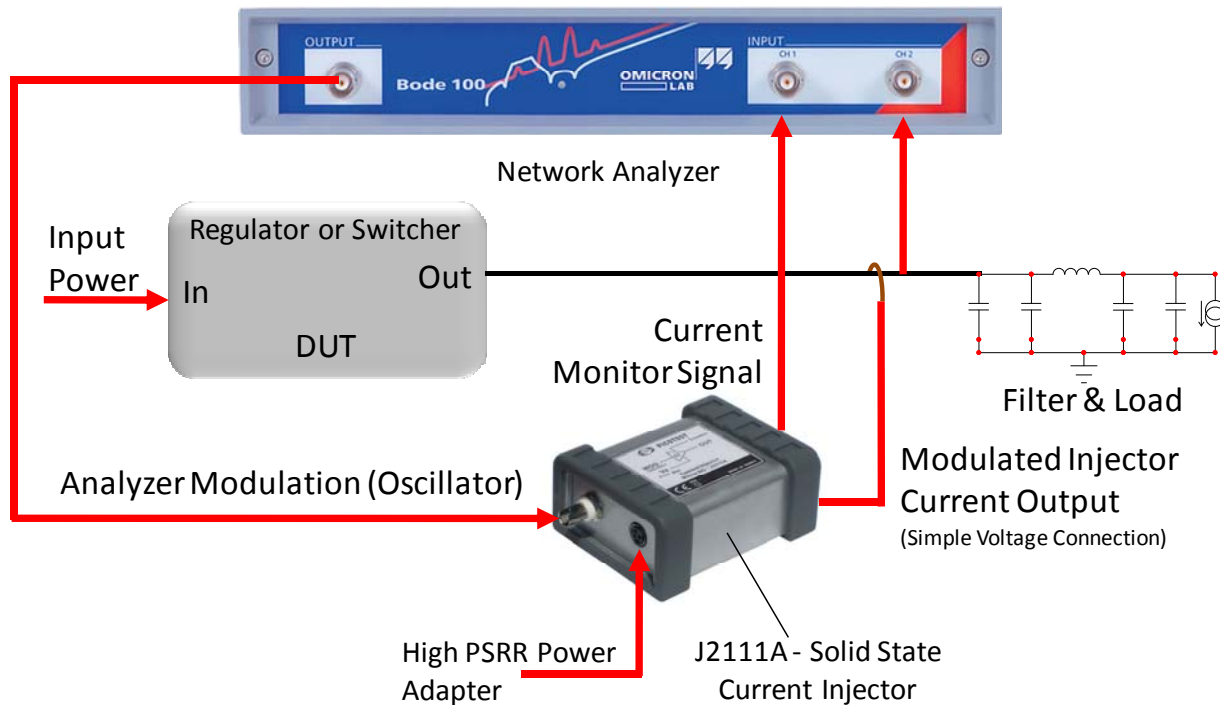 OUTPUT
INPUT
CH 1
CH 2
Bode 100
OMICRON
LAB
Network Analyzer
Input
Power
Regulator or Switcher
In
Out
DUT
Current
Monitor Signal
Filter & Load
Analyzer Modulation (Oscillator)
PICOTEST
Modulated Injector
Current Output
(Simple Voltage Connection)
High PSRR Power
Adapter
J2111A - Solid State
Current Injector